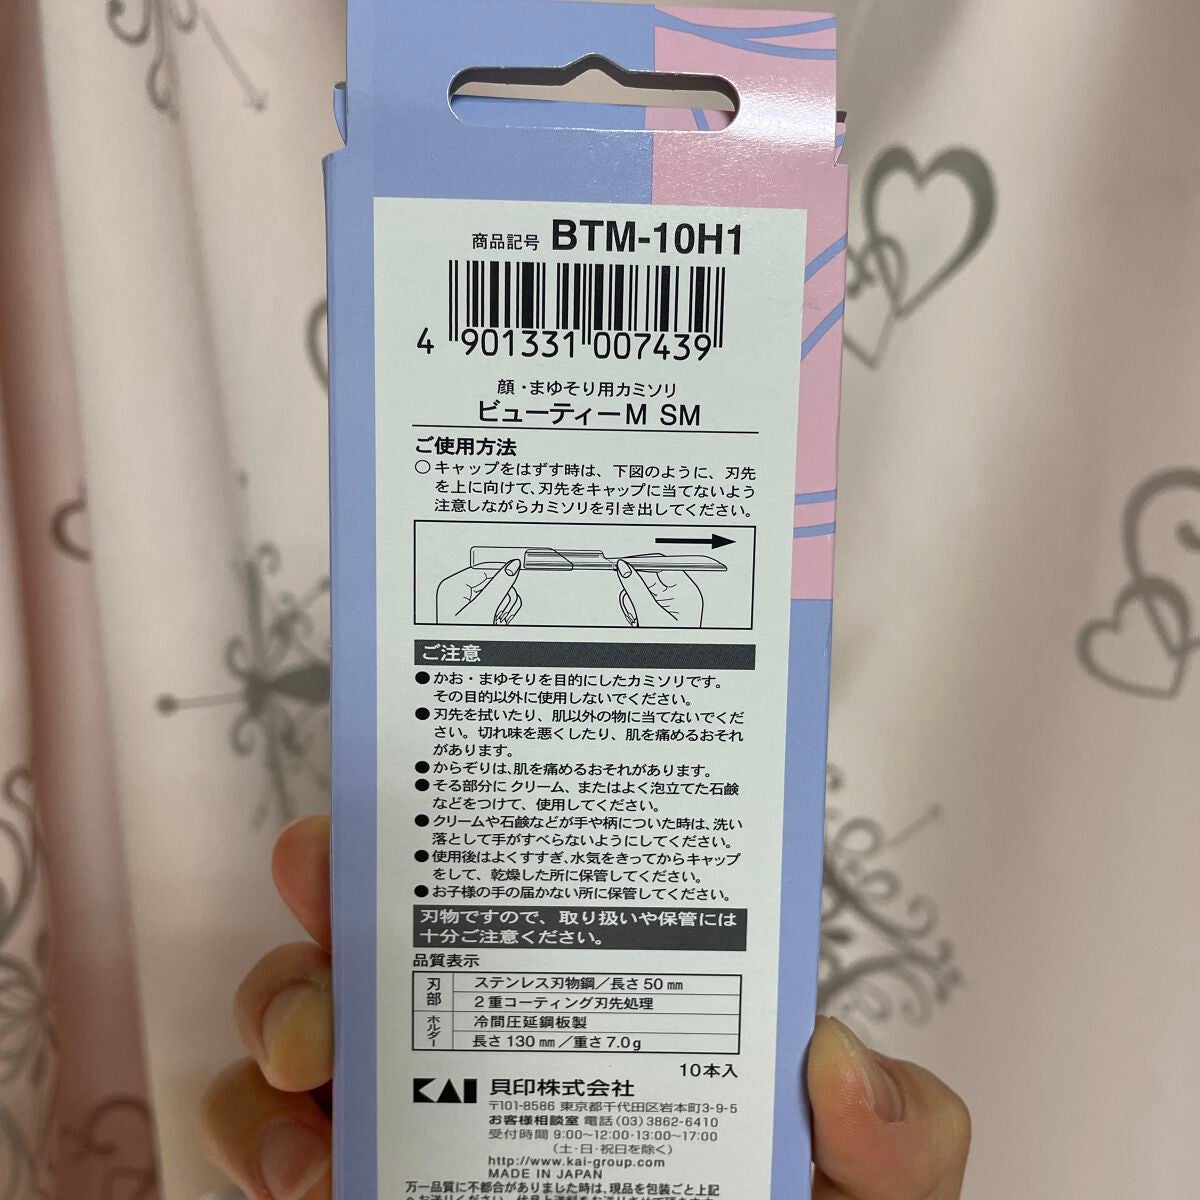 商品記号 BTM-10H1
4 901331 007439
顔・まゆそり用カミソリ
ビューティーM SM
ご使用方法
○キャップをはずす時は、下図のように、刃先
を上に向けて、刃先をキャップに当てないよう
注意しながらカミソリを引き出してください。
ご注意
●かお・まゆそりを目的にしたカミソリです。
その目的以外に使用しないでください。
●刃先を拭いたり、肌以外の物に当てないでくだ
さい。切れ味を悪くしたり、肌を痛めるおそれ
があります。
●からぞりは、肌を痛めるおそれがあります。
●そる部分に クリーム、またはよく泡立てた石鹸
などをつけて、使用してください。
●クリームや石鹸などが手や柄についた時は、洗い
落として手がすべらないようにしてください。
●使用後はよくすすぎ、水気をきってからキャップ
をして、乾燥した所に保管してください。
●お子様の手の届かない所に保管してください。
刃物ですので、取り扱いや保管には
十分ご注意ください。
品質表示
刃部 ステンレス刃物鋼/長さ50㎜
2重コーティング刃先処理
ホルダー 冷間圧延鋼板製
長さ130㎜/重さ7.0g
10本入
KAI 貝印株式会社
〒101-8586 東京都千代田区岩本町3-9-5
お客様相談室 電話(03)3862-6410
受付時間 9:00~12:00・13:00~17:00
(土・日・祝日を除く)
http://www.kai-group.com
MADE IN JAPAN
万一品質に不都合がありました時は、現品を包装ごと上記